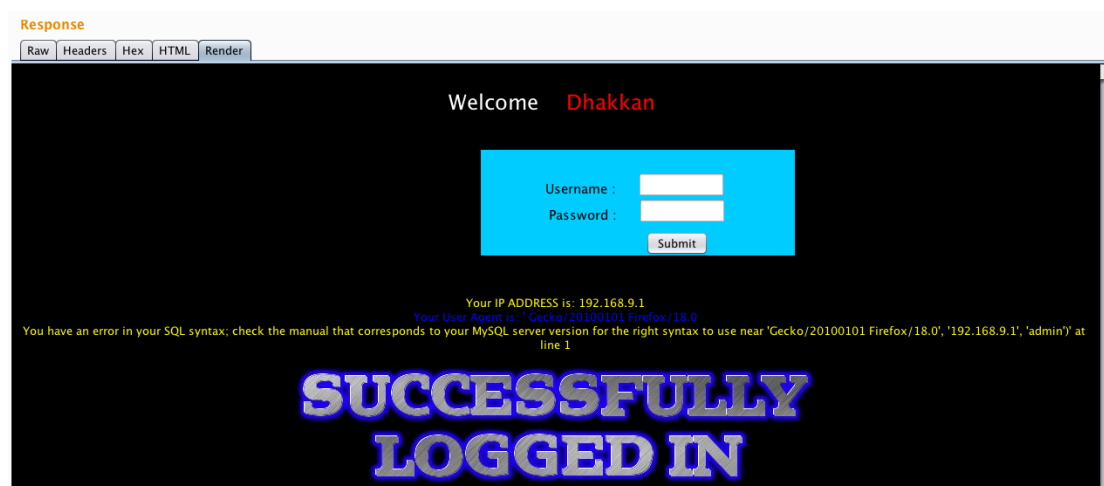 Response
Raw Headers Hex HTML Render
Welcome Dhakkan
Username :
Password :
Submit
Your IP ADDRESS is: 192.168.9.1
Your User Agent is: ' Gecko/20100101 Firefox/18.0
You have an error in your SQL syntax; check the manual that corresponds to your MySQL server version for the right syntax to use near 'Gecko/20100101 Firefox/18.0', '192.168.9.1', 'admin')' at
line 1
SUCCESSFULLY
LOGGED IN